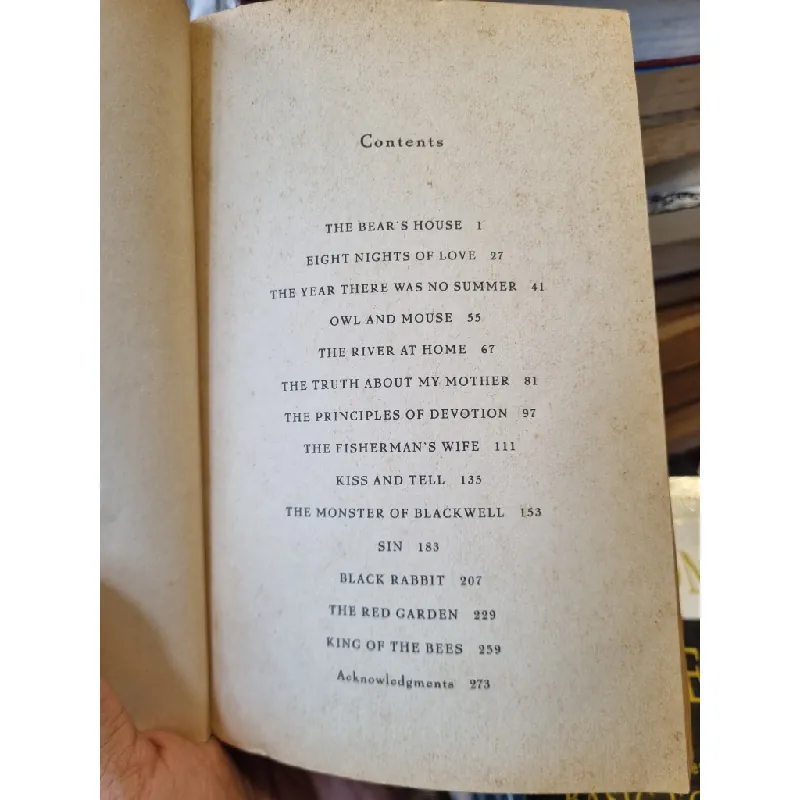 Contents
THE BEAR'S HOUSE 1
EIGHT NIGHTS OF LOVE 27
THE YEAR THERE WAS NO SUMMER 41
OWL AND MOUSE 55
THE RIVER AT HOME 67
THE TRUTH ABOUT MY MOTHER 81
THE PRINCIPLES OF DEVOTION 97
THE FISHERMAN'S WIFE 111
KISS AND TELL 135
THE MONSTER OF BLACKWELL 153
SIN 183
BLACK RABBIT 207
THE RED GARDEN 229
KING OF THE BEES 259
Acknowledgments 273